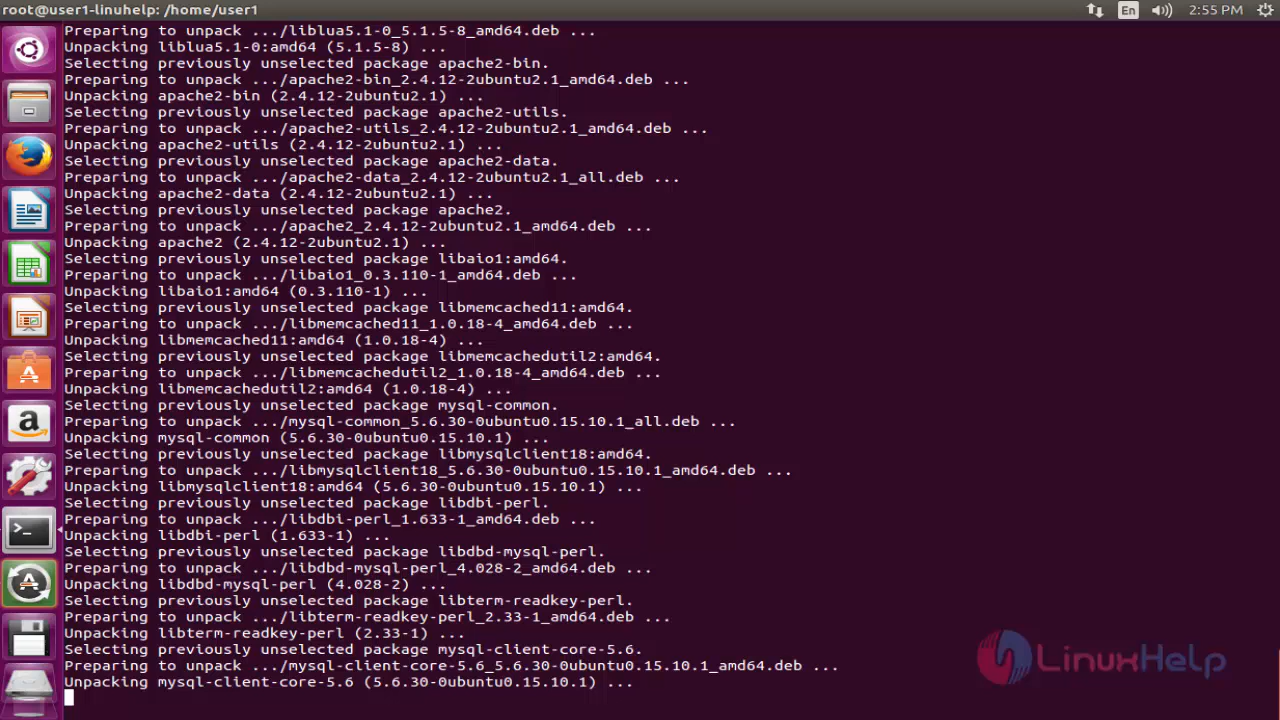 root@user1-linuhelp: /home/user1
En
2:55 PM
Preparing to unpack .../liblua5.1-0_5.1.5-8_amd64.deb ...
Unpacking liblua5.1-0:amd64 (5.1.5-8) ...
Selecting previously unselected package apache2-bin.
Preparing to unpack .../apache2-bin_2.4.12-2ubuntu2.1_amd64.deb ...
Unpacking apache2-bin (2.4.12-2ubuntu2.1) ...
Selecting previously unselected package apache2-utils.
Preparing to unpack .../apache2-utils_2.4.12-2ubuntu2.1_amd64.deb ...
Unpacking apache2-utils (2.4.12-2ubuntu2.1) ...
Selecting previously unselected package apache2-data.
Preparing to unpack .../apache2-data_2.4.12-2ubuntu2.1_all.deb ...
Unpacking apache2-data (2.4.12-2ubuntu2.1) ...
Selecting previously unselected package apache2.
Preparing to unpack .../apache2_2.4.12-2ubuntu2.1_amd64.deb ...
Unpacking apache2 (2.4.12-2ubuntu2.1) ...
Selecting previously unselected package libaio1:amd64.
Preparing to unpack .../libaio1_0.3.110-1_amd64.deb ...
Unpacking libaio1:amd64 (0.3.110-1) ...
Selecting previously unselected package libmemcached11:amd64.
Preparing to unpack .../libmemcached11_1.0.18-4_amd64.deb ...
Unpacking libmemcached11:amd64 (1.0.18-4) ...
Selecting previously unselected package libmemcachedutil2:amd64.
Preparing to unpack .../libmemcachedutil2_1.0.18-4_amd64.deb ...
Unpacking libmemcachedutil2:amd64 (1.0.18-4) ...
Selecting previously unselected package mysql-common.
Preparing to unpack .../mysql-common_5.6.30-0ubuntu0.15.10.1_all.deb ...
Unpacking mysql-common (5.6.30-0ubuntu0.15.10.1) ...
Selecting previously unselected package libmysqlclient18:amd64.
Preparing to unpack .../libmysqlclient18_5.6.30-0ubuntu0.15.10.1_amd64.deb ...
Unpacking libmysqlclient18:amd64 (5.6.30-0ubuntu0.15.10.1) ...
Selecting previously unselected package libdbi-perl.
Preparing to unpack .../libdbi-perl_1.633-1_amd64.deb ...
Unpacking libdbi-perl (1.633-1) ...
Selecting previously unselected package libdbd-mysql-perl.
Preparing to unpack .../libdbd-mysql-perl_4.028-2_amd64.deb ...
Unpacking libdbd-mysql-perl (4.028-2) ...
Selecting previously unselected package libterm-readkey-perl.
Preparing to unpack .../libterm-readkey-perl_2.33-1_amd64.deb ...
Unpacking libterm-readkey-perl (2.33-1) ...
Selecting previously unselected package mysql-client-core-5.6.
Preparing to unpack .../mysql-client-core-5.6_5.6.30-0ubuntu0.15.10.1_amd64.deb ...
Unpacking mysql-client-core-5.6 (5.6.30-0ubuntu0.15.10.1) ...
LinuxHelp